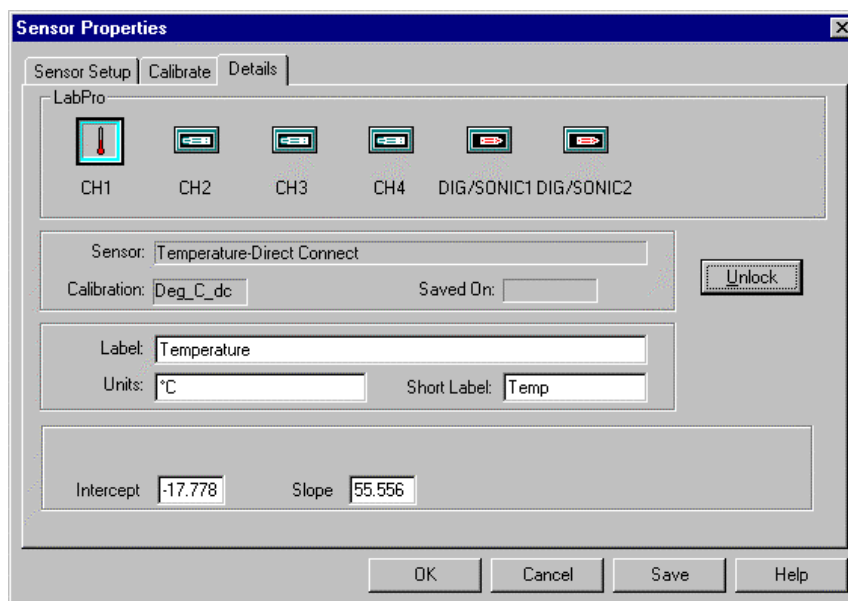 Sensor Properties
Sensor Setup Calibrate Details
LabPro
CH1 CH2 CH3 CH4 DIG/SONIC1 DIG/SONIC2
Sensor: Temperature-Direct Connect
Calibration: Deg_C_dc Saved On:
Unlock
Label: Temperature
Units: °C Short Label: Temp
Intercept -17.778 Slope 55.556
OK Cancel Save Help